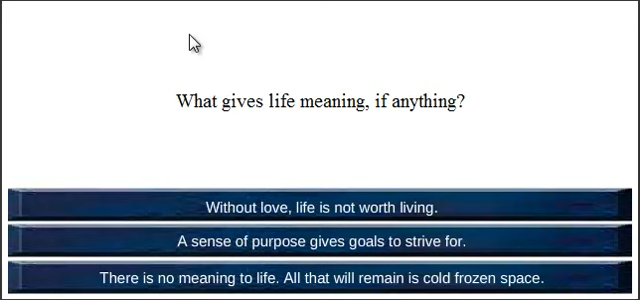 What gives life meaning, if anything?
Without love, life is not worth living.
A sense of purpose gives goals to strive for.
There is no meaning to life. All that will remain is cold frozen space.